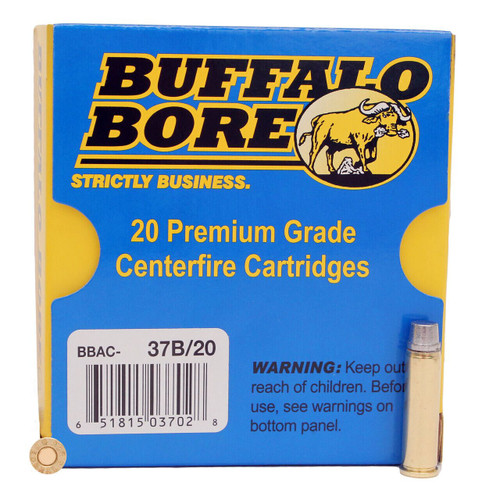 BUFFALO
BORE
STRICTLY BUSINESS.
20 Premium Grade
Centerfire Cartridges
BBAC- 37B/20
6 51815 03702 8
WARNING: Keep out
reach of children. Before
use, see warnings on
bottom panel.